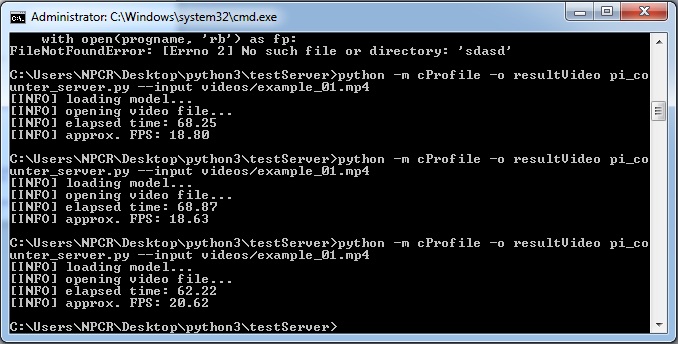 Administrator: C:\Windows\system32\cmd.exe
with open(progname, 'rb') as fp:
FileNotFoundError: [Errno 2] No such file or directory: 'sdasd'
C:\Users\NPCR\Desktop\python3\testServer>python -m cProfile -o resultVideo pi_co
unter_server.py --input videos/example_01.mp4
[INFO] loading model...
[INFO] opening video file...
[INFO] elapsed time: 68.25
[INFO] approx. FPS: 18.80
C:\Users\NPCR\Desktop\python3\testServer>python -m cProfile -o resultVideo pi_co
unter_server.py --input videos/example_01.mp4
[INFO] loading model...
[INFO] opening video file...
[INFO] elapsed time: 68.87
[INFO] approx. FPS: 18.63
C:\Users\NPCR\Desktop\python3\testServer>python -m cProfile -o resultVideo pi_co
unter_server.py --input videos/example_01.mp4
[INFO] loading model...
[INFO] opening video file...
[INFO] elapsed time: 62.22
[INFO] approx. FPS: 20.62
C:\Users\NPCR\Desktop\python3\testServer>